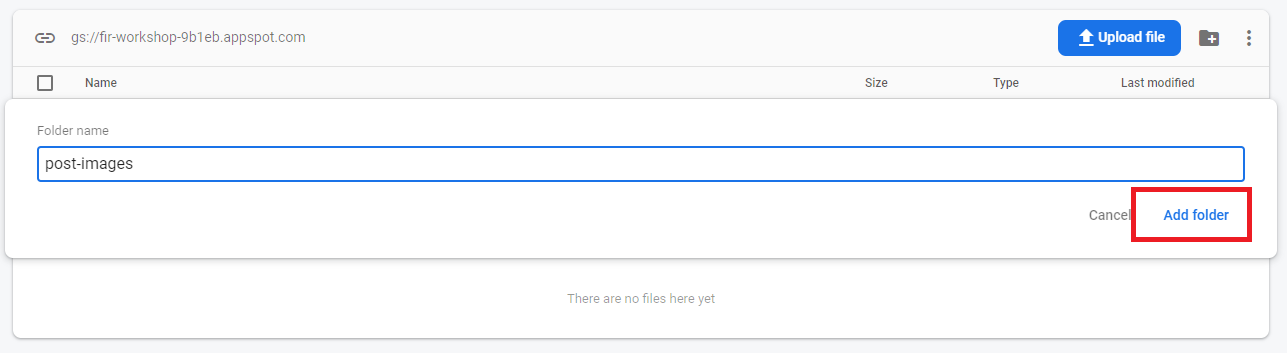 gs://fir-workshop-9b1eb.appspot.com Upload file
Name Size Type Last modified
Folder name
post-images
Cancel Add folder
There are no files here yet